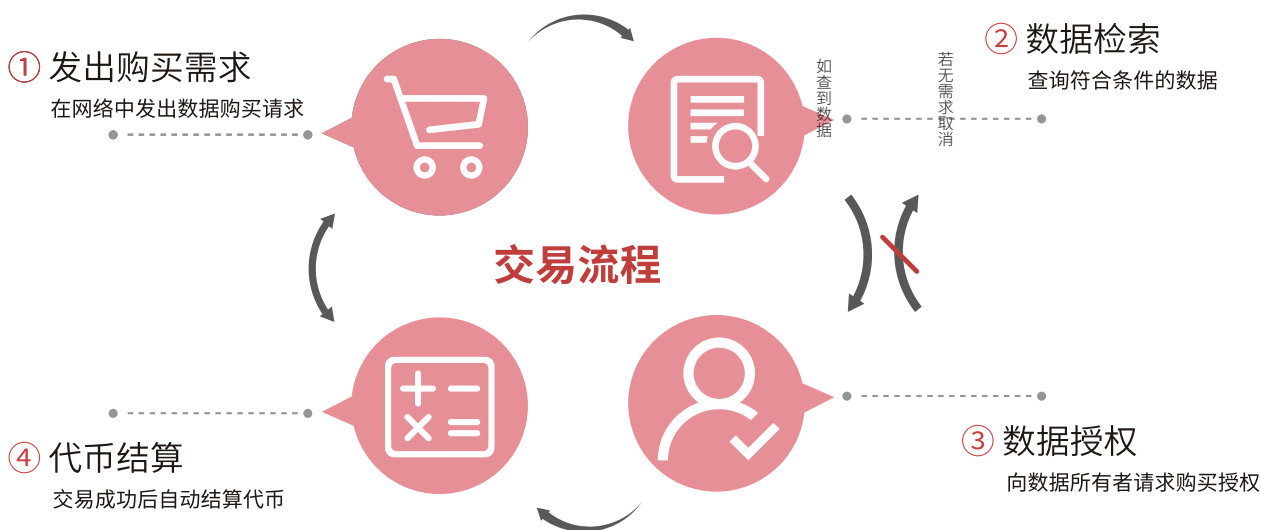 ① 发出购买需求
在网络中发出数据购买请求
② 数据检索
查询符合条件的数据
如查到数据
若无需求取消
交易流程
③ 数据授权
向数据所有者请求购买授权
④ 代币结算
交易成功后自动结算代币